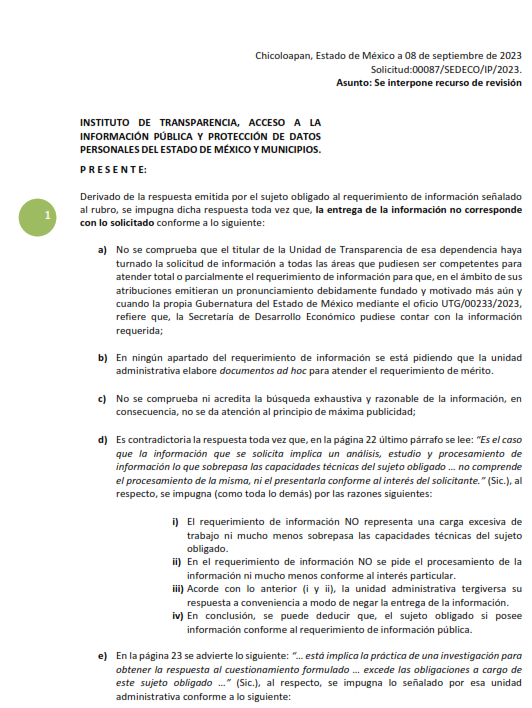 Chicoloapan, Estado de México a 08 de septiembre de 2023
Solicitud:00087/SEDECO/IP/2023.
Asunto: Se interpone recurso de revisión
INSTITUTO DE TRANSPARENCIA, ACCESO A LA
INFORMACIÓN PÚBLICA Y PROTECCIÓN DE DATOS
PERSONALES DEL ESTADO DE MÉXICO Y MUNICIPIOS.
P R E S E N T E:
Derivado de la respuesta emitida por el sujeto obligado al requerimiento de información señalado
al rubro, se impugna dicha respuesta toda vez que, la entrega de la información no corresponde
con lo solicitado conforme a lo siguiente:
1
a) No se comprueba que el titular de la Unidad de Transparencia de esa dependencia haya
turnado la solicitud de información a todas las áreas que pudiesen ser competentes para
atender total o parcialmente el requerimiento de información para que, en el ámbito de sus
atribuciones emitieran un pronunciamiento debidamente fundado y motivado más aún y
cuando la propia Gubernatura del Estado de México mediante el oficio UTG/00233/2023,
refiere que, la Secretaría de Desarrollo Económico pudiese contar con la información
requerida;
b) En ningún apartado del requerimiento de información se está pidiendo que la unidad
administrativa elabore documentos ad hoc para atender el requerimiento de mérito.
c) No se comprueba ni acredita la búsqueda exhaustiva y razonable de la información, en
consecuencia, no se da atención al principio de máxima publicidad;
d) Es contradictoria la respuesta toda vez que, en la página 22 último párrafo se lee: "Es el caso
que la información que se solicita implica un análisis, estudio y procesamiento de
información lo que sobrepasa las capacidades técnicas del sujeto obligado ... no comprende
el procesamiento de la misma, ni el presentarla conforme al interés del solicitante." (Sic.), al
respecto, se impugna (como toda lo demás) por las razones siguientes:
i) El requerimiento de información NO representa una carga excesiva de
trabajo ni mucho menos sobrepasa las capacidades técnicas del sujeto
obligado.
ii) En el requerimiento de información NO se pide el procesamiento de la
información ni mucho menos conforme al interés particular.
iii) Acorde con lo anterior (i y ii), la unidad administrativa tergiversa su
respuesta a conveniencia a modo de negar la entrega de la información.
iv) En conclusión, se puede deducir que, el sujeto obligado si posee
información conforme al requerimiento de información pública.
e) En la página 23 se advierte lo siguiente: "... está implica la práctica de una investigación para
obtener la respuesta al cuestionamiento formulado ... excede las obligaciones a cargo de
este sujeto obligado ..." (Sic.), al respecto, se impugna lo señalado por esa unidad
administrativa conforme a lo siguiente: